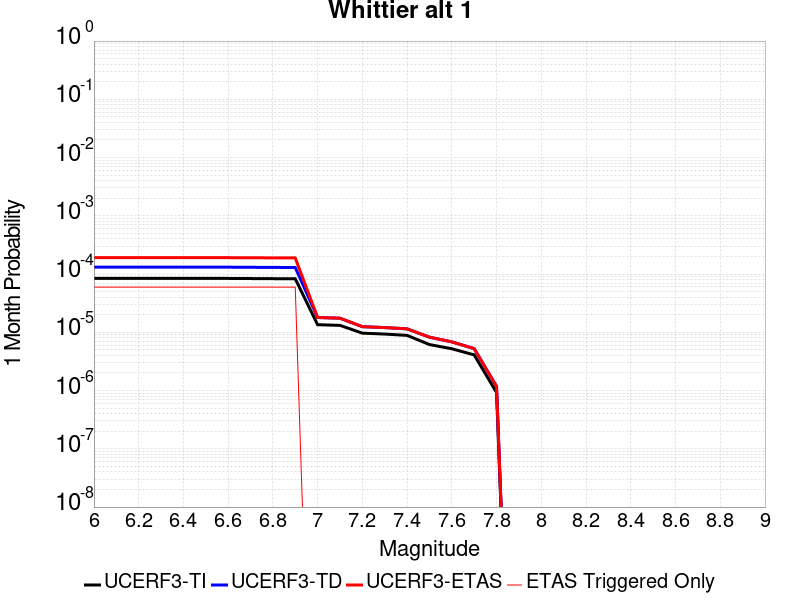 Whittier alt 1
10 0
10 -1
10 -2
10 -3
10 -4
10 -5
10 -6
10 -7
10 -8
1 Month Probability
6 6.2 6.4 6.6 6.8 7 7.2 7.4 7.6 7.8 8 8.2 8.4 8.6 8.8 9
Magnitude
UCERF3-TI UCERF3-TD UCERF3-ETAS ETAS Triggered Only